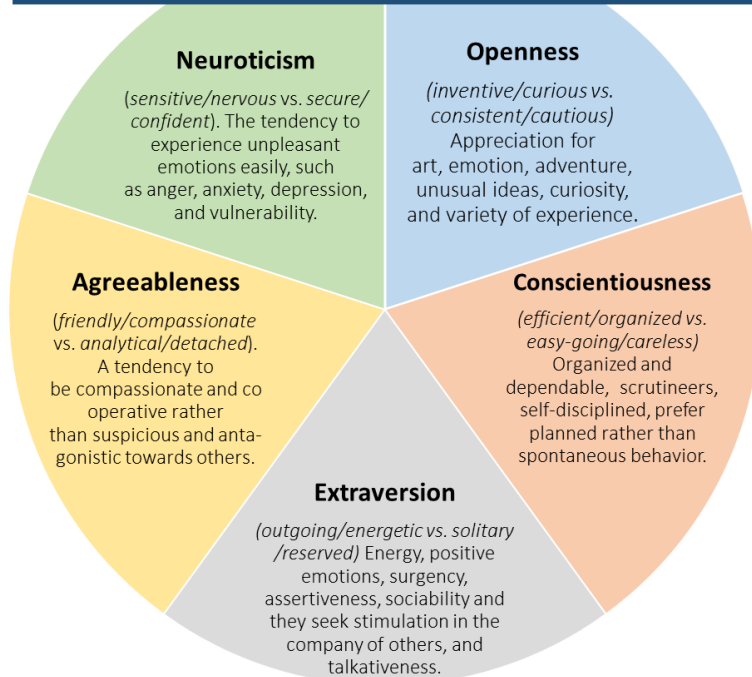 Neuroticism
(sensitive/nervous vs. secure/
confident). The tendency to
experience unpleasant
emotions easily, such
as anger, anxiety, depression,
and vulnerability.
Openness
(inventive/curious vs.
consistent/cautious)
Appreciation for
art, emotion, adventure,
unusual ideas, curiosity,
and variety of experience.
Agreeableness
(friendly/compassionate
vs. analytical/detached).
A tendency to
be compassionate and co
operative rather
than suspicious and anta-
gonistic towards others.
Conscientiousness
(efficient/organized vs.
easy-going/careless)
Organized and
dependable, scrutineers,
self-disciplined, prefer
planned rather than
spontaneous behavior.
Extraversion
(outgoing/energetic vs. solitary
/reserved) Energy, positive
emotions, surgency,
assertiveness, sociability and
they seek stimulation in the
company of others, and
talkativeness.